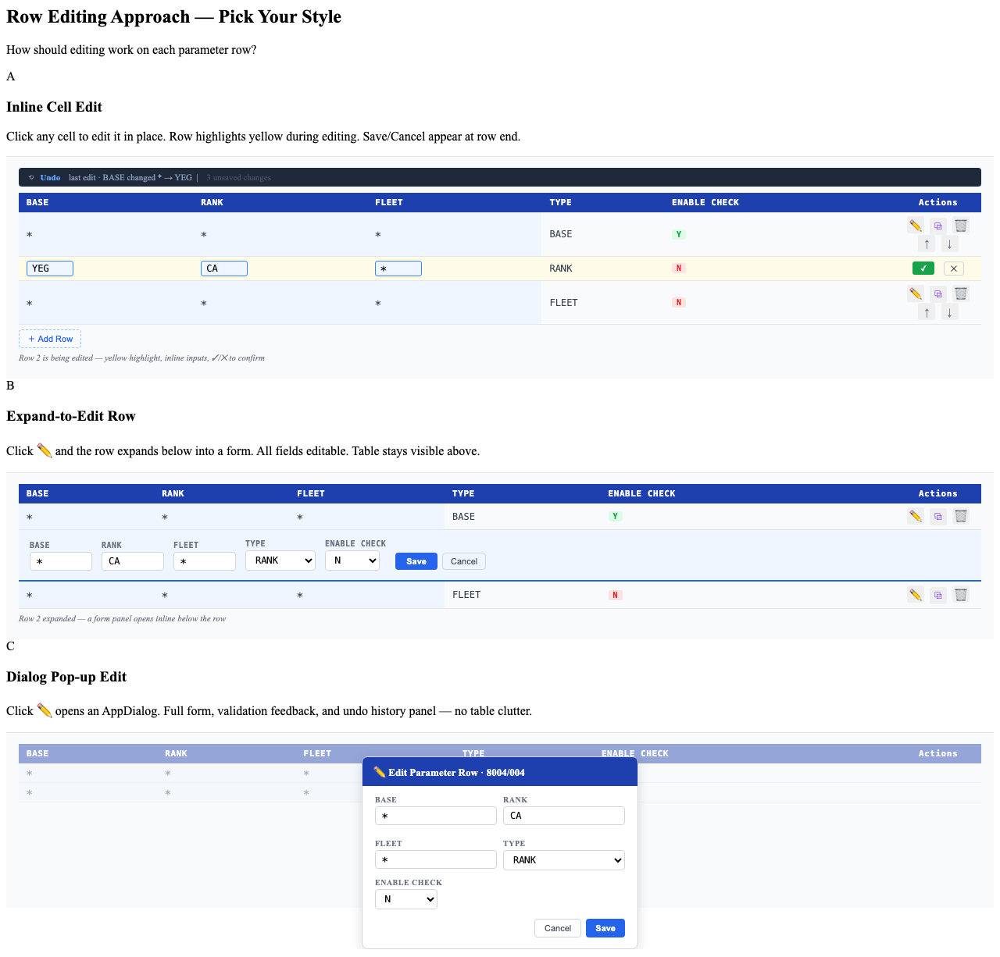 Row Editing Approach — Pick Your Style
How should editing work on each parameter row?
A
Inline Cell Edit
Click any cell to edit it in place. Row highlights yellow during editing. Save/Cancel appear at row end.
⟲ Undo last edit · BASE changed * → YEG | 3 unsaved changes
BASE RANK FLEET TYPE ENABLE CHECK Actions
* * * BASE Y ✏️ ⧉ 🗑️
↑ ↓
YEG CA * RANK N ✓ ✕
* * * FLEET N ✏️ ⧉ 🗑️
↑ ↓
+ Add Row
Row 2 is being edited — yellow highlight, inline inputs, ✓/✕ to confirm
B
Expand-to-Edit Row
Click ✏️ and the row expands below into a form. All fields editable. Table stays visible above.
BASE RANK FLEET TYPE ENABLE CHECK Actions
* * * BASE Y ✏️ ⧉ 🗑️
BASE RANK FLEET TYPE ENABLE CHECK
* CA * RANK N Save Cancel
* * * FLEET N ✏️ ⧉ 🗑️
Row 2 expanded — a form panel opens inline below the row
C
Dialog Pop-up Edit
Click ✏️ opens an AppDialog. Full form, validation feedback, and undo history panel — no table clutter.
BASE RANK FLEET TYPE ENABLE CHECK Actions
* * *
* * *
✏️ Edit Parameter Row · 8004/004
BASE RANK
* CA
FLEET TYPE
* RANK
ENABLE CHECK
N
Cancel Save